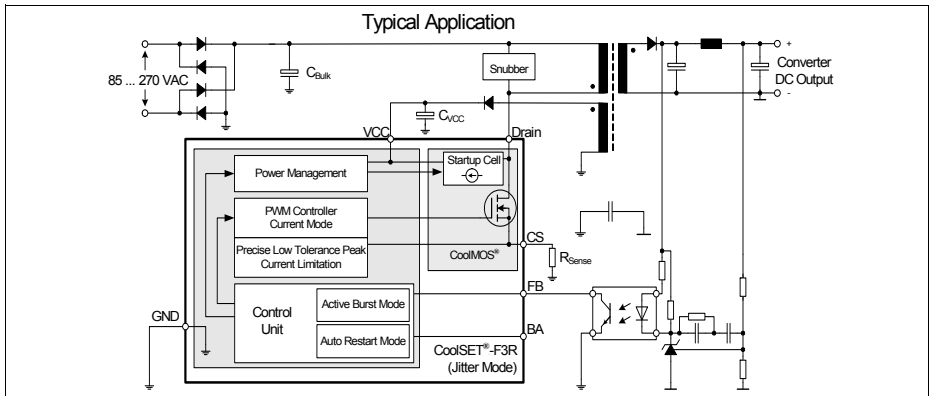 Typical Application
85 ... 270 VAC
CBulk
Snubber
+
Converter
DC Output
-
CVCC
VCC
Drain
Power Management
Startup Cell
PWM Controller
Current Mode
Precise Low Tolerance Peak
Current Limitation
CoolMOS®
CS
RSense
FB
GND
Control
Unit
Active Burst Mode
Auto Restart Mode
BA
CoolSET®-F3R
(Jitter Mode)